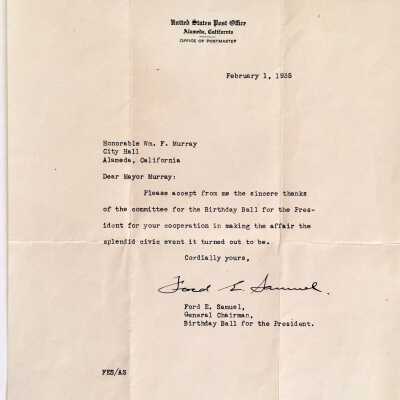 United States Post Office
Alameda, California
OFFICE OF POSTMASTER
February 1, 1935
Honorable Wm. F. Murray
City Hall
Alameda, California
Dear Mayor Murray:
Please accept from me the sincere thanks
of the committee for the Birthday Ball for the Pres-
ident for your cooperation in making the affair the
splendid civic event it turned out to be.
Cordially yours,
Ford E. Samuel.
Ford E. Samuel,
General Chairman,
Birthday Ball for the President.
FES/AS